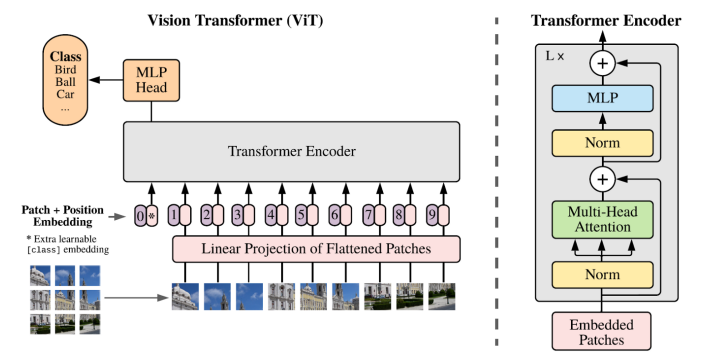 Vision Transformer (ViT)
Class
Bird
Ball
Car
...
MLP
Head
Transformer Encoder
Patch + Position
Embedding
0 * 1 2 3 4 5 6 7 8 9
* Extra learnable
[class] embedding
Linear Projection of Flattened Patches
Transformer Encoder
L x
+
MLP
Norm
+
Multi-Head
Attention
Norm
Embedded
Patches